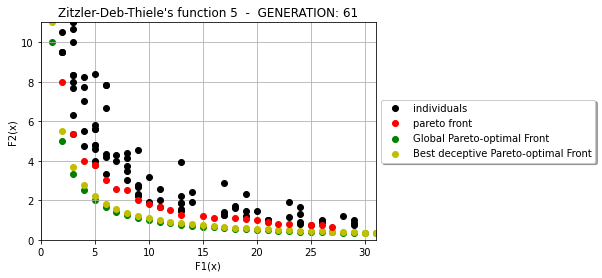 Zitzler-Deb-Thiele's function 5 - GENERATION: 61
10
8
6
4
2
0
F2(x)
0 5 10 15 20 25 30
F1(x)
individuals
pareto front
Global Pareto-optimal Front
Best deceptive Pareto-optimal Front